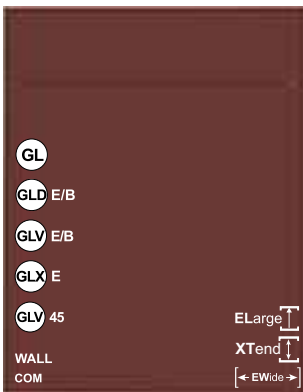 GL
GLD E/B
GLV E/B
GLX E
GLV 45
ELarge
XTend
WALL
COM
EWide